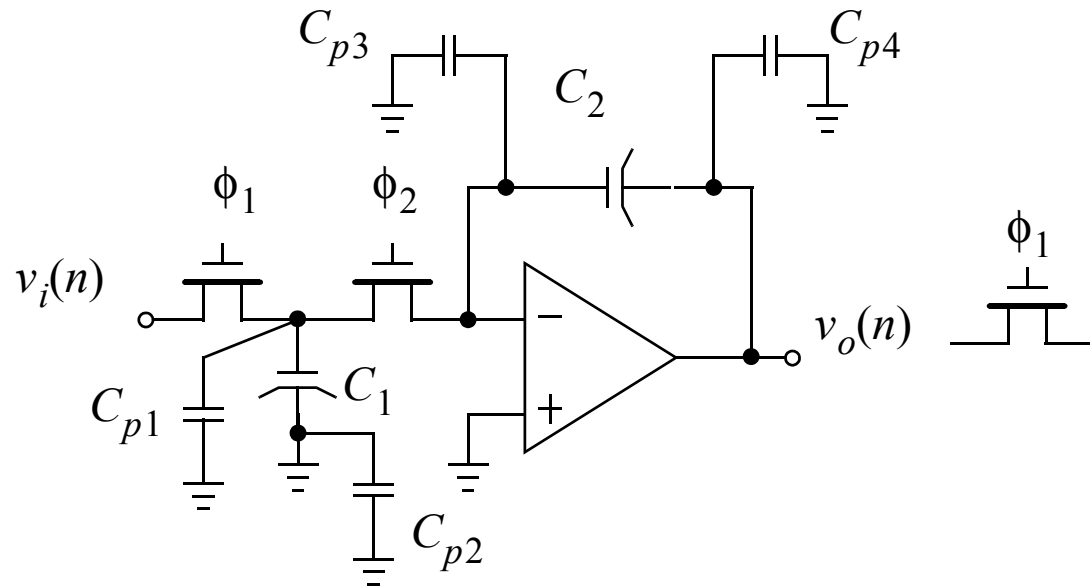 C_{p3}
C_{p4}
C_2
ϕ_1
ϕ_2
ϕ_1
v_i(n)
v_o(n)
−
+
C_{p1}
C_1
C_{p2}